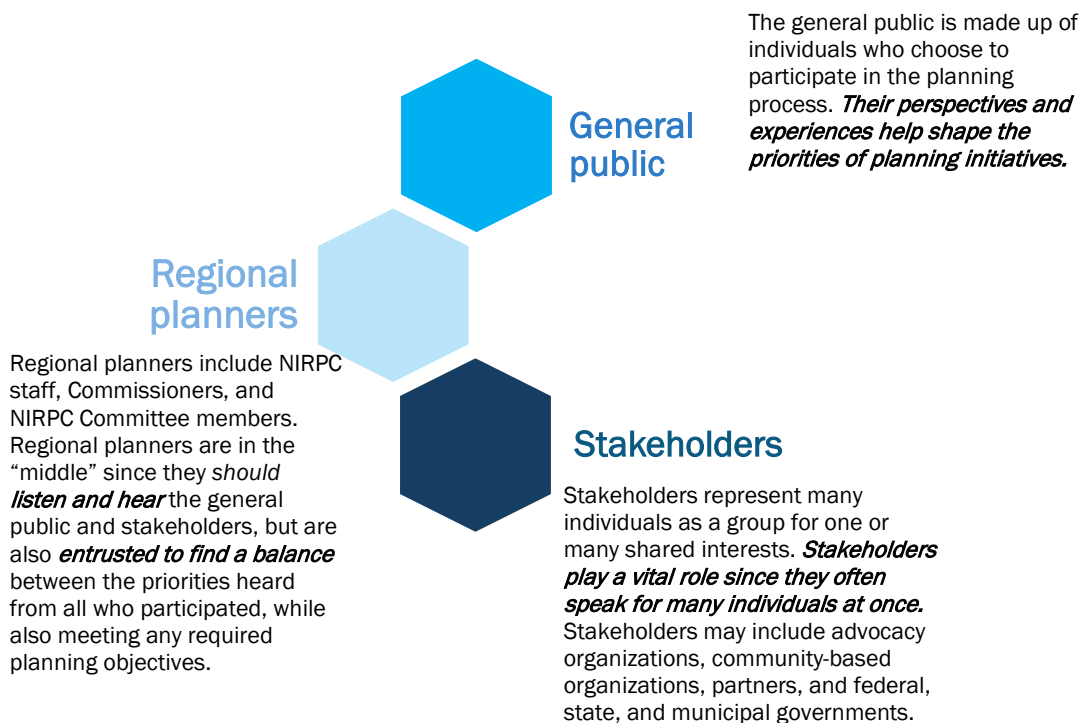 The general public is made up of
individuals who choose to
participate in the planning
process. Their perspectives and
experiences help shape the
priorities of planning initiatives.
General
public
Regional
planners
Regional planners include NIRPC
staff, Commissioners, and
NIRPC Committee members.
Regional planners are in the
“middle” since they should
listen and hear the general
public and stakeholders, but are
also entrusted to find a balance
between the priorities heard
from all who participated, while
also meeting any required
planning objectives.
Stakeholders
Stakeholders represent many
individuals as a group for one or
many shared interests. Stakeholders
play a vital role since they often
speak for many individuals at once.
Stakeholders may include advocacy
organizations, community-based
organizations, partners, and federal,
state, and municipal governments.